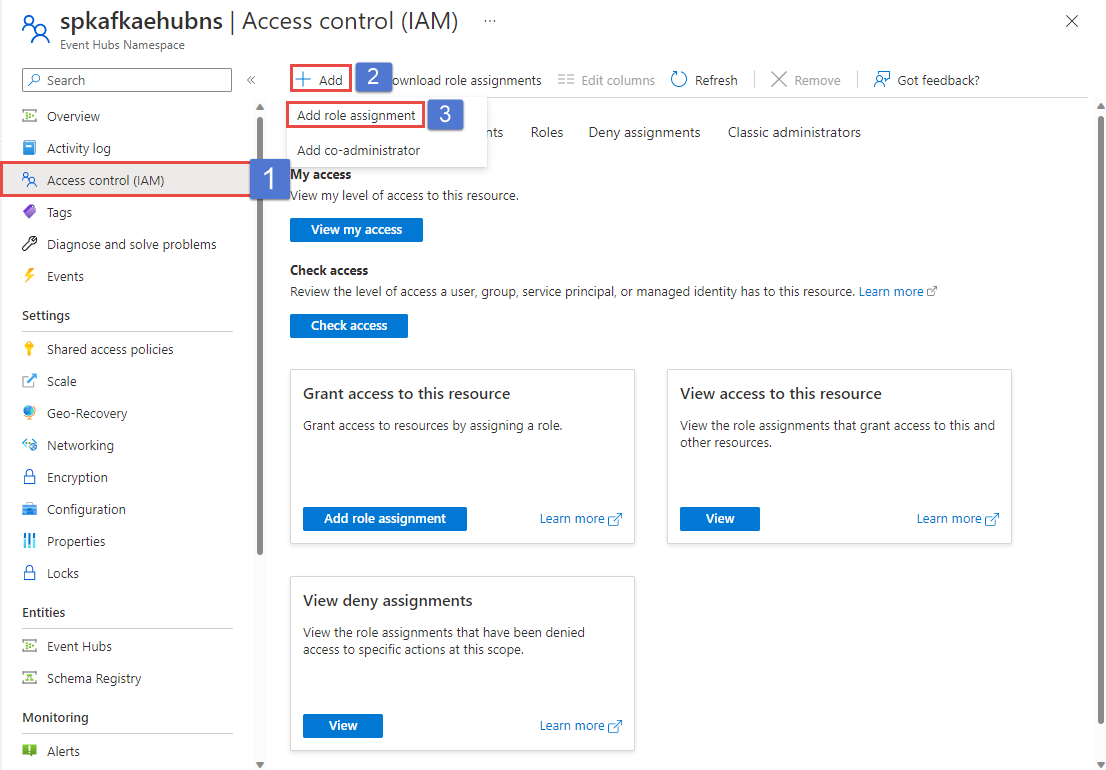 spkafkaehubns | Access control (IAM) ...
Event Hubs Namespace
Search
Overview
Activity log
Access control (IAM)
1
Tags
Diagnose and solve problems
Events
Settings
Shared access policies
Scale
Geo-Recovery
Networking
Encryption
Configuration
Properties
Locks
Entities
Event Hubs
Schema Registry
Monitoring
Alerts
Add 2 ownload role assignments Edit columns Refresh Remove Got feedback?
Add role assignment 3
Add co-administrator
nts Roles Deny assignments Classic administrators
My access
View my level of access to this resource.
View my access
Check access
Review the level of access a user, group, service principal, or managed identity has to this resource. Learn more
Check access
Grant access to this resource
Grant access to resources by assigning a role.
Add role assignment Learn more
View access to this resource
View the role assignments that grant access to this and
other resources.
View Learn more
View deny assignments
View the role assignments that have been denied
access to specific actions at this scope.
View Learn more